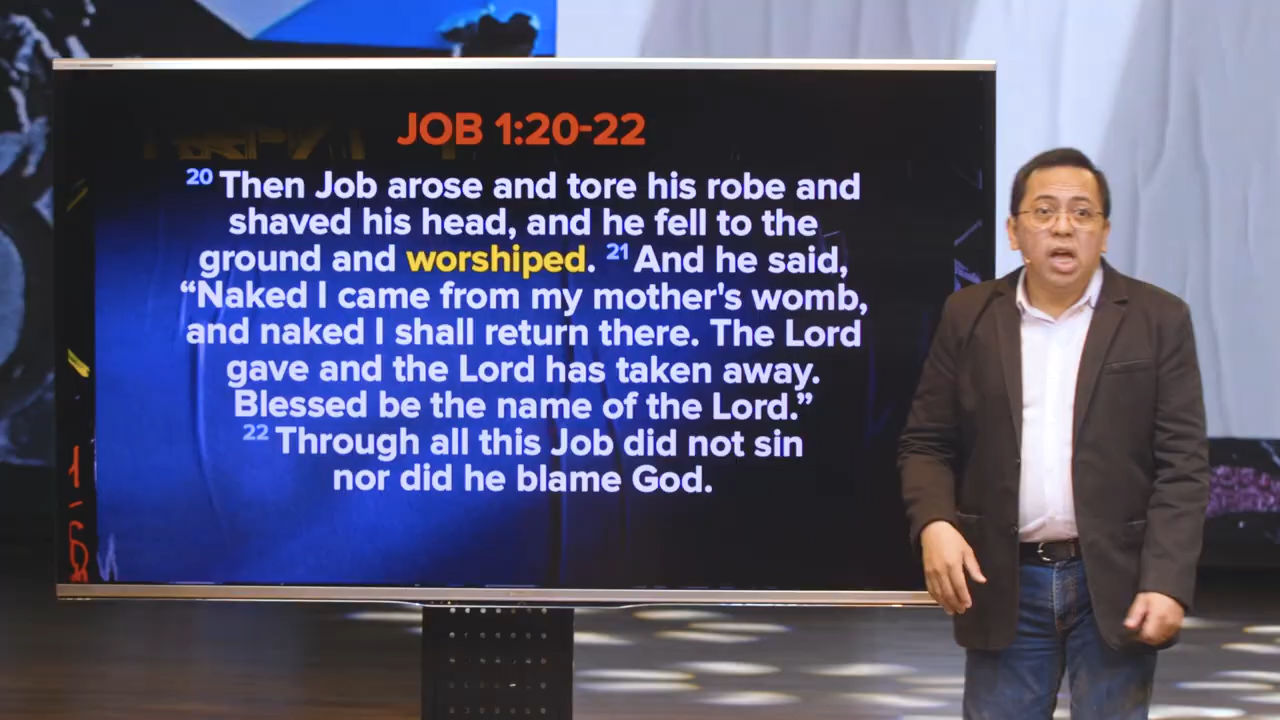 JOB 1:20-22
20 Then Job arose and tore his robe and
shaved his head, and he fell to the
ground and worshiped. 21 And he said,
“Naked I came from my mother's womb,
and naked I shall return there. The Lord
gave and the Lord has taken away.
Blessed be the name of the Lord.”
22 Through all this Job did not sin
nor did he blame God.